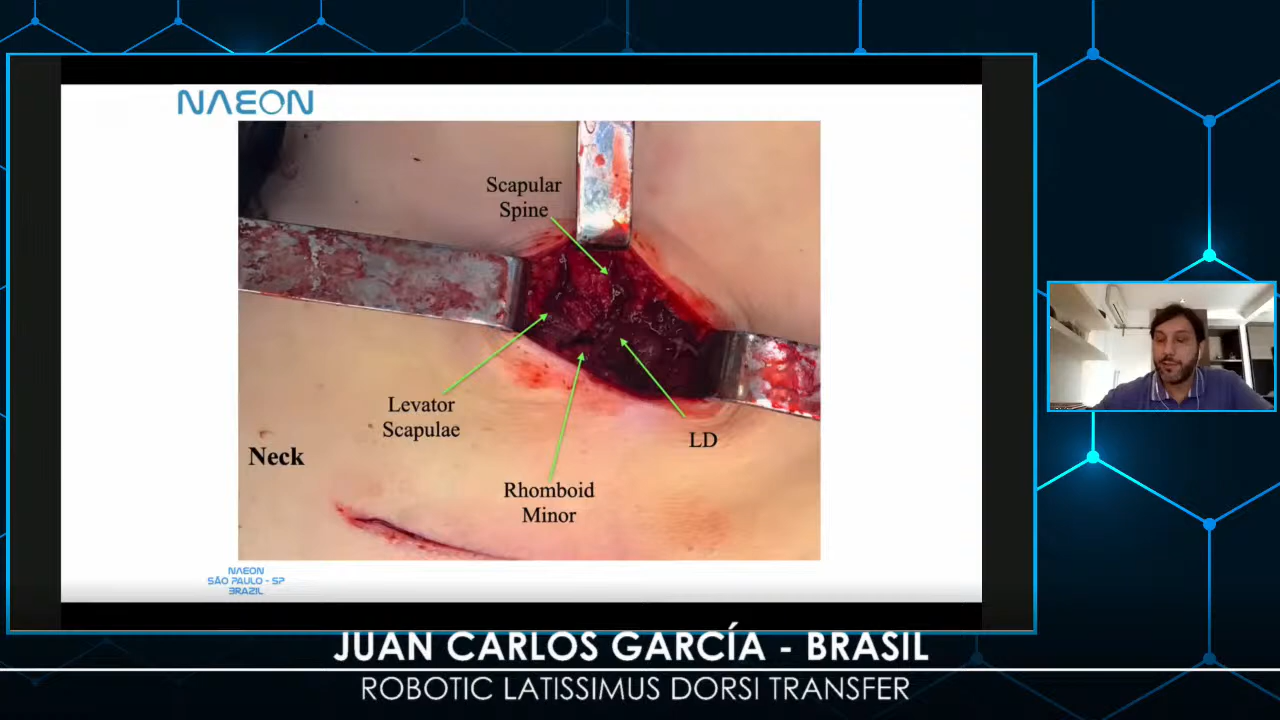 NAEON
Scapular
Spine
Levator
Scapulae
LD
Neck
Rhomboid
Minor
NAEON
SÃO PAULO - SP
BRAZIL
JUAN CARLOS GARCÍA - BRASIL
ROBOTIC LATISSIMUS DORSI TRANSFER